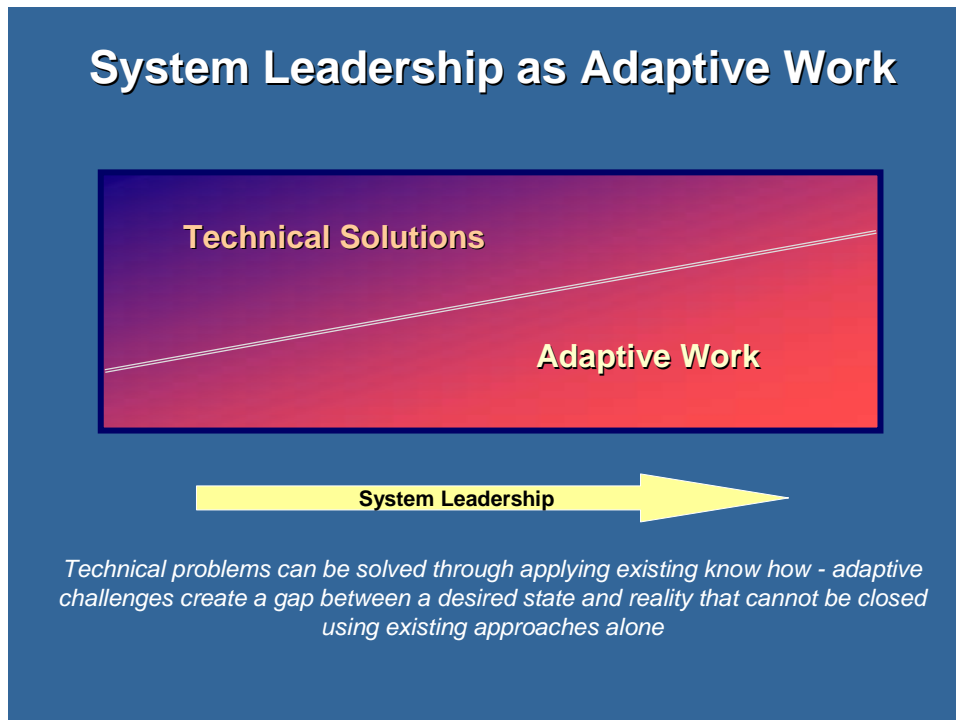 System Leadership as Adaptive Work
Technical Solutions
Adaptive Work
System Leadership
Technical problems can be solved through applying existing know how - adaptive
challenges create a gap between a desired state and reality that cannot be closed
using existing approaches alone